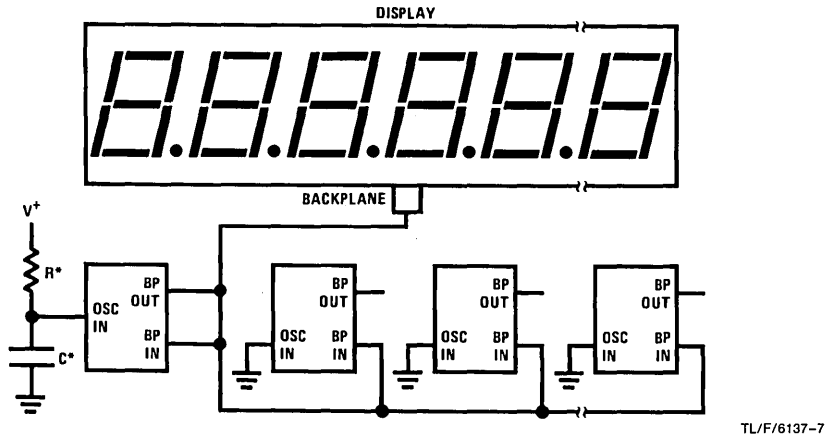 DISPLAY
BACKPLANE
V+
R*
C*
OSC
IN
BP
OUT
BP
IN
BP
OUT
OSC
IN
BP
IN
BP
OUT
OSC
IN
BP
IN
BP
OUT
OSC
IN
BP
IN
TL/F/6137-7